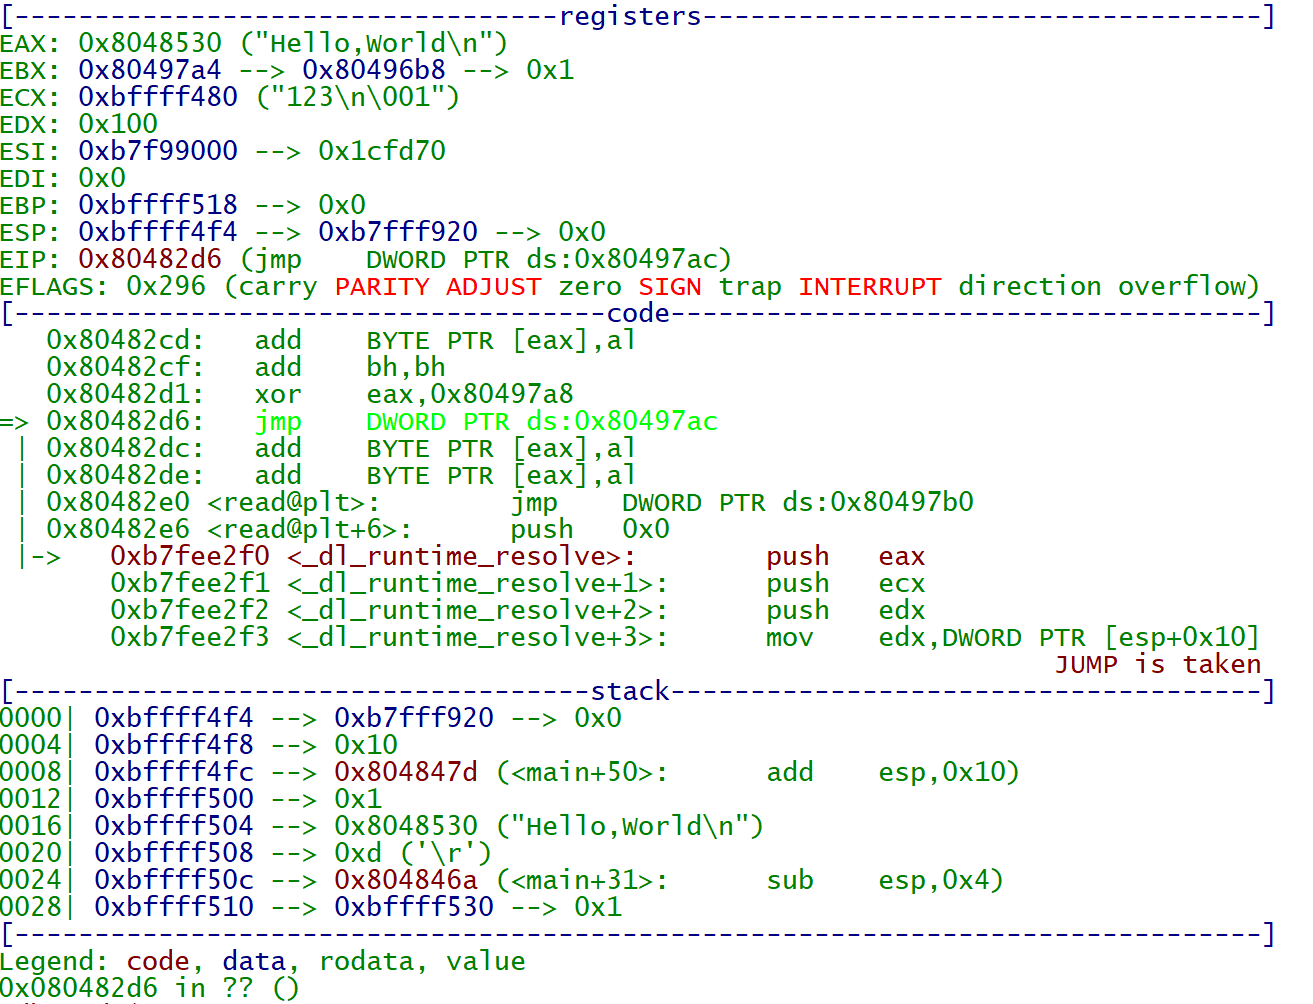 [----------------------------------registers-----------------------------------]
EAX: 0x8048530 ("Hello,World\n")
EBX: 0x80497a4 --> 0x80496b8 --> 0x1
ECX: 0xbffff480 ("123\n\001")
EDX: 0x100
ESI: 0xb7f99000 --> 0x1cfd70
EDI: 0x0
EBP: 0xbffff518 --> 0x0
ESP: 0xbffff4f4 --> 0xb7fff920 --> 0x0
EIP: 0x80482d6 (jmp    DWORD PTR ds:0x80497ac)
EFLAGS: 0x296 (carry PARITY ADJUST zero SIGN trap INTERRUPT direction overflow)
[-------------------------------------code-------------------------------------]
   0x80482cd:	add    BYTE PTR [eax],al
   0x80482cf:	add    bh,bh
   0x80482d1:	xor    eax,0x80497a8
=> 0x80482d6:	jmp    DWORD PTR ds:0x80497ac
 | 0x80482dc:	add    BYTE PTR [eax],al
 | 0x80482de:	add    BYTE PTR [eax],al
 | 0x80482e0 <read@plt>:	jmp    DWORD PTR ds:0x80497b0
 | 0x80482e6 <read@plt+6>:	push   0x0
 |->   0xb7fee2f0 <_dl_runtime_resolve>:	push   eax
       0xb7fee2f1 <_dl_runtime_resolve+1>:	push   ecx
       0xb7fee2f2 <_dl_runtime_resolve+2>:	push   edx
       0xb7fee2f3 <_dl_runtime_resolve+3>:	mov    edx,DWORD PTR [esp+0x10]
                                                                  JUMP is taken
[------------------------------------stack-------------------------------------]
0000| 0xbffff4f4 --> 0xb7fff920 --> 0x0
0004| 0xbffff4f8 --> 0x10
0008| 0xbffff4fc --> 0x804847d (<main+50>:	add    esp,0x10)
0012| 0xbffff500 --> 0x1
0016| 0xbffff504 --> 0x8048530 ("Hello,World\n")
0020| 0xbffff508 --> 0xd ('\r')
0024| 0xbffff50c --> 0x804846a (<main+31>:	sub    esp,0x4)
0028| 0xbffff510 --> 0xbffff530 --> 0x1
[------------------------------------------------------------------------------]
Legend: code, data, rodata, value
0x080482d6 in ?? ()